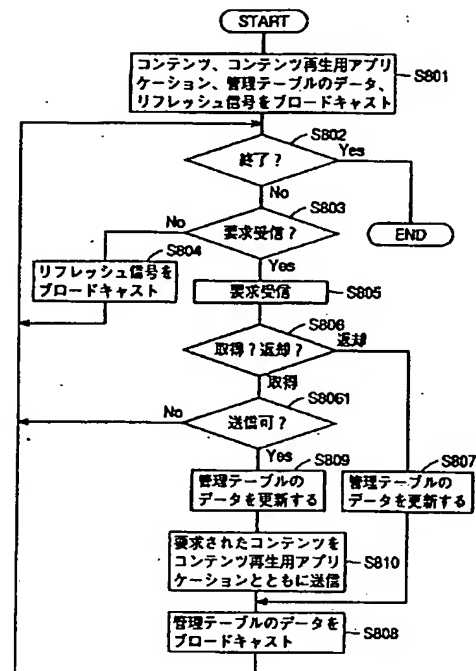 START
コンテンツ、コンテンツ再生用アプリ
ケーション、管理テーブルのデータ、
リフレッシュ信号をブロードキャスト
S801
S802
終了？
Yes
No
END
S803
No
要求受信？
S804
リフレッシュ信号を
ブロードキャスト
Yes
要求受信
S805
S806
取得？返却？
返却
取得
S8061
No
送信可？
Yes
S809
管理テーブルの
データを更新する
S807
管理テーブルの
データを更新する
要求されたコンテンツを
コンテンツ再生用アプリ
ケーションとともに送信
S810
管理テーブルのデータを
ブロードキャスト
S808